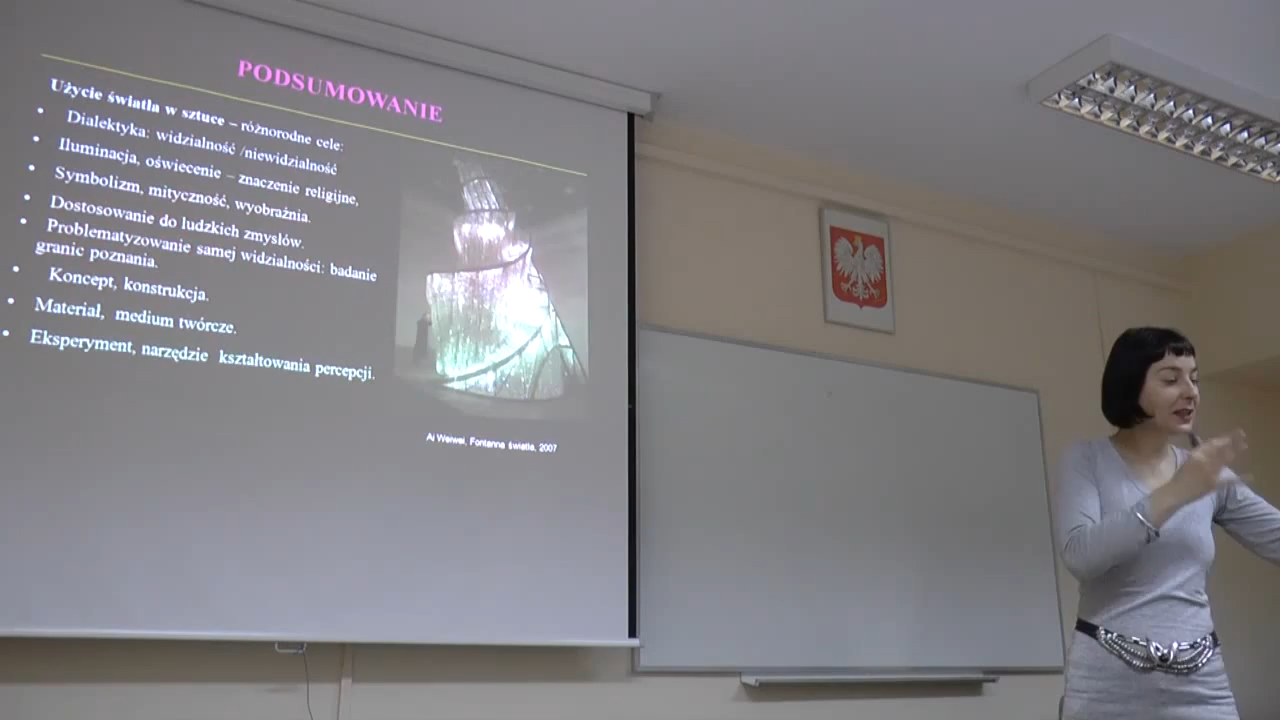 PODSUMOWANIE
Użycie światła w sztuce – różnorodne cele:
• Dialektyka: widzialność /niewidzialność
• Iluminacja, oświecenie – znaczenie religijne,
• Symbolizm, mityczność, wyobraźnia.
• Dostosowanie do ludzkich zmysłów.
• Problematyzowanie samej widzialności: badanie
granic poznania.
• Koncept, konstrukcja.
• Materiał, medium twórcze.
• Eksperyment, narzędzie kształtowania percepcji.
Ai Weiwei, Fontanna światła, 2007